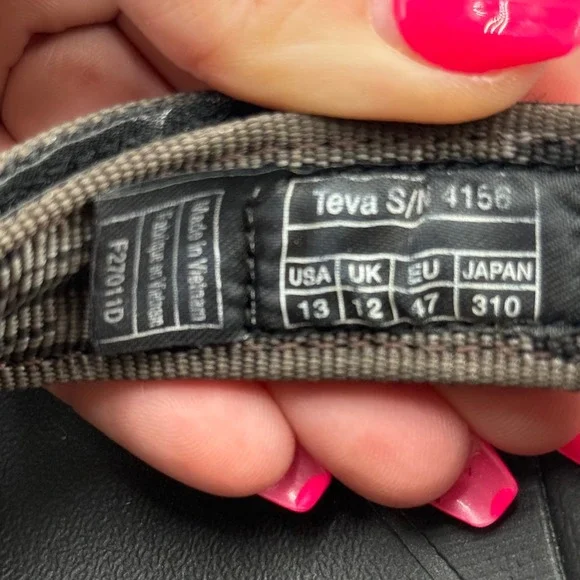 Made in Vietnam
Fabriqué au Vietnam
F27011D
Teva S/N 4156
USA UK EU JAPAN
13 12 47 310